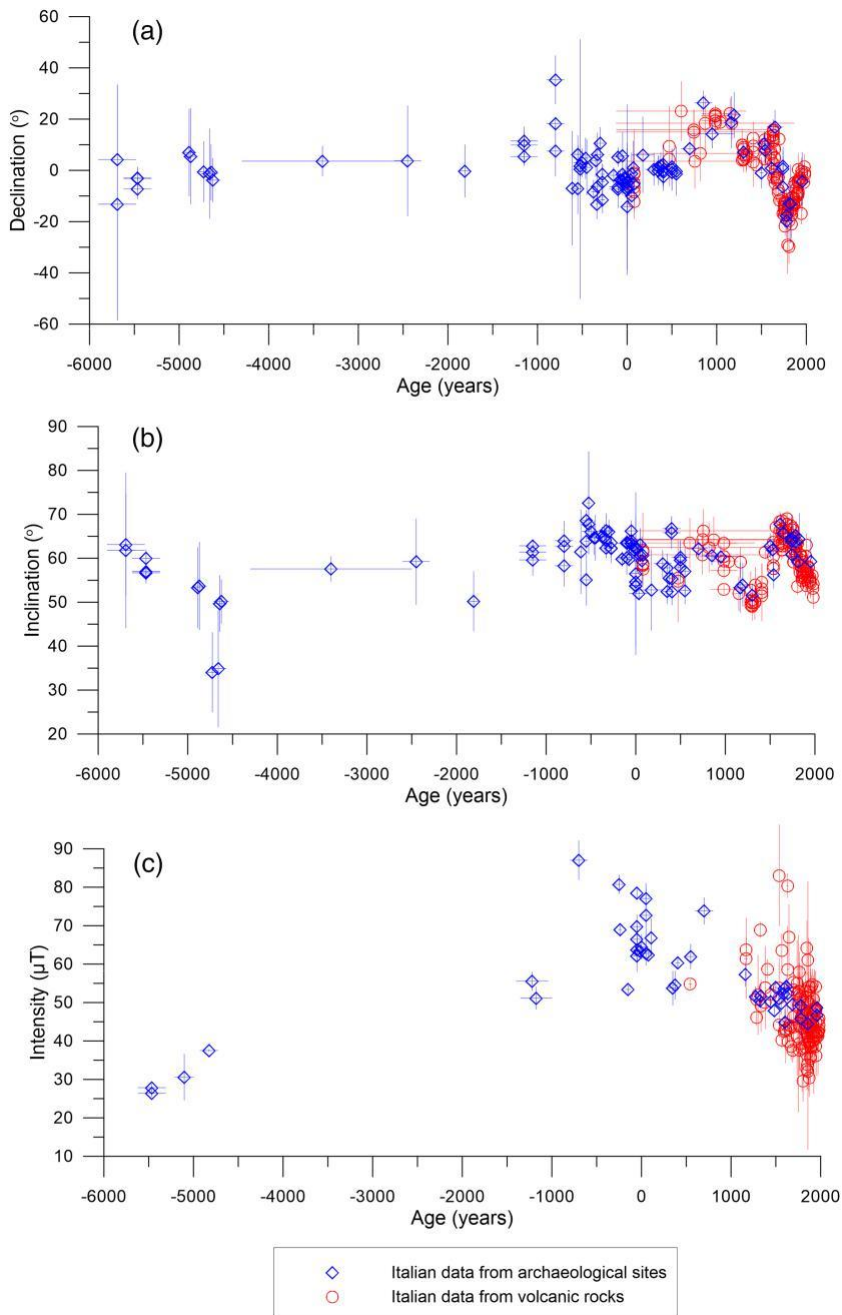 (a)
60
40
20
0
-20
-40
-60
Declination (°)
-6000 -5000 -4000 -3000 -2000 -1000 0 1000 2000
Age (years)
(b)
90
80
70
60
50
40
30
20
Inclination (°)
-6000 -5000 -4000 -3000 -2000 -1000 0 1000 2000
Age (years)
(c)
90
80
70
60
50
40
30
20
10
Intensity (μT)
-6000 -5000 -4000 -3000 -2000 -1000 0 1000 2000
Age (years)
Italian data from archaeological sites
Italian data from volcanic rocks